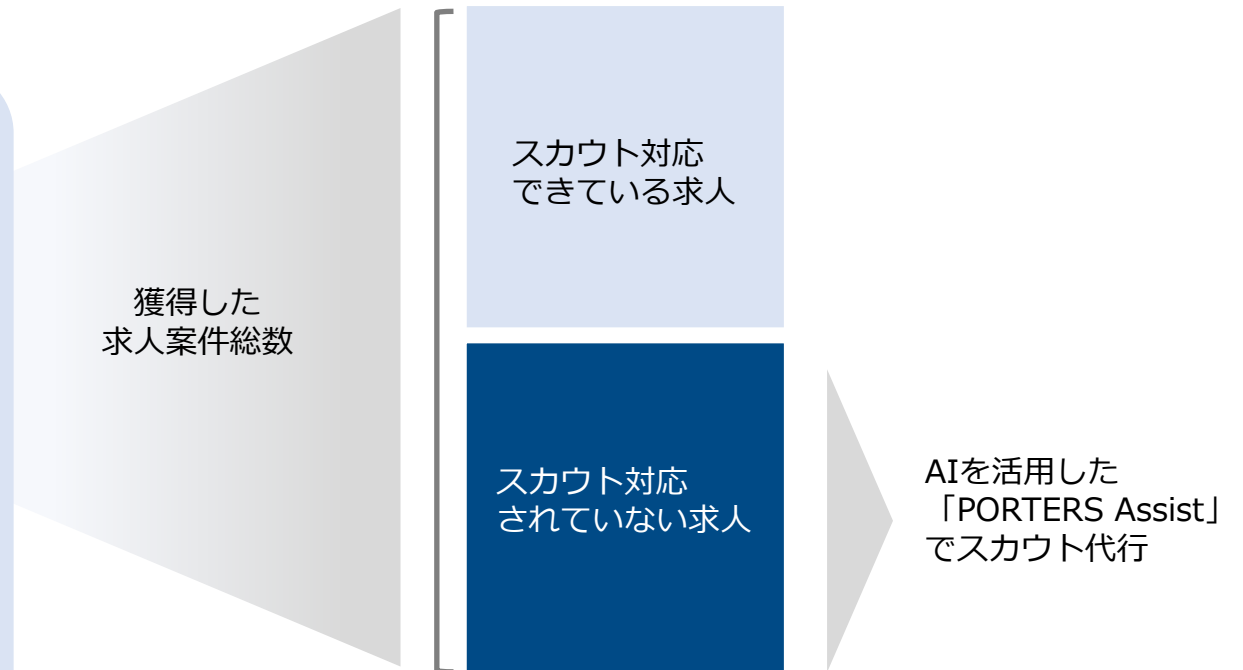 獲得した
求人案件総数
スカウト対応
できている求人
スカウト対応
されていない求人
AIを活用した
「PORTERS Assist」
でスカウト代行